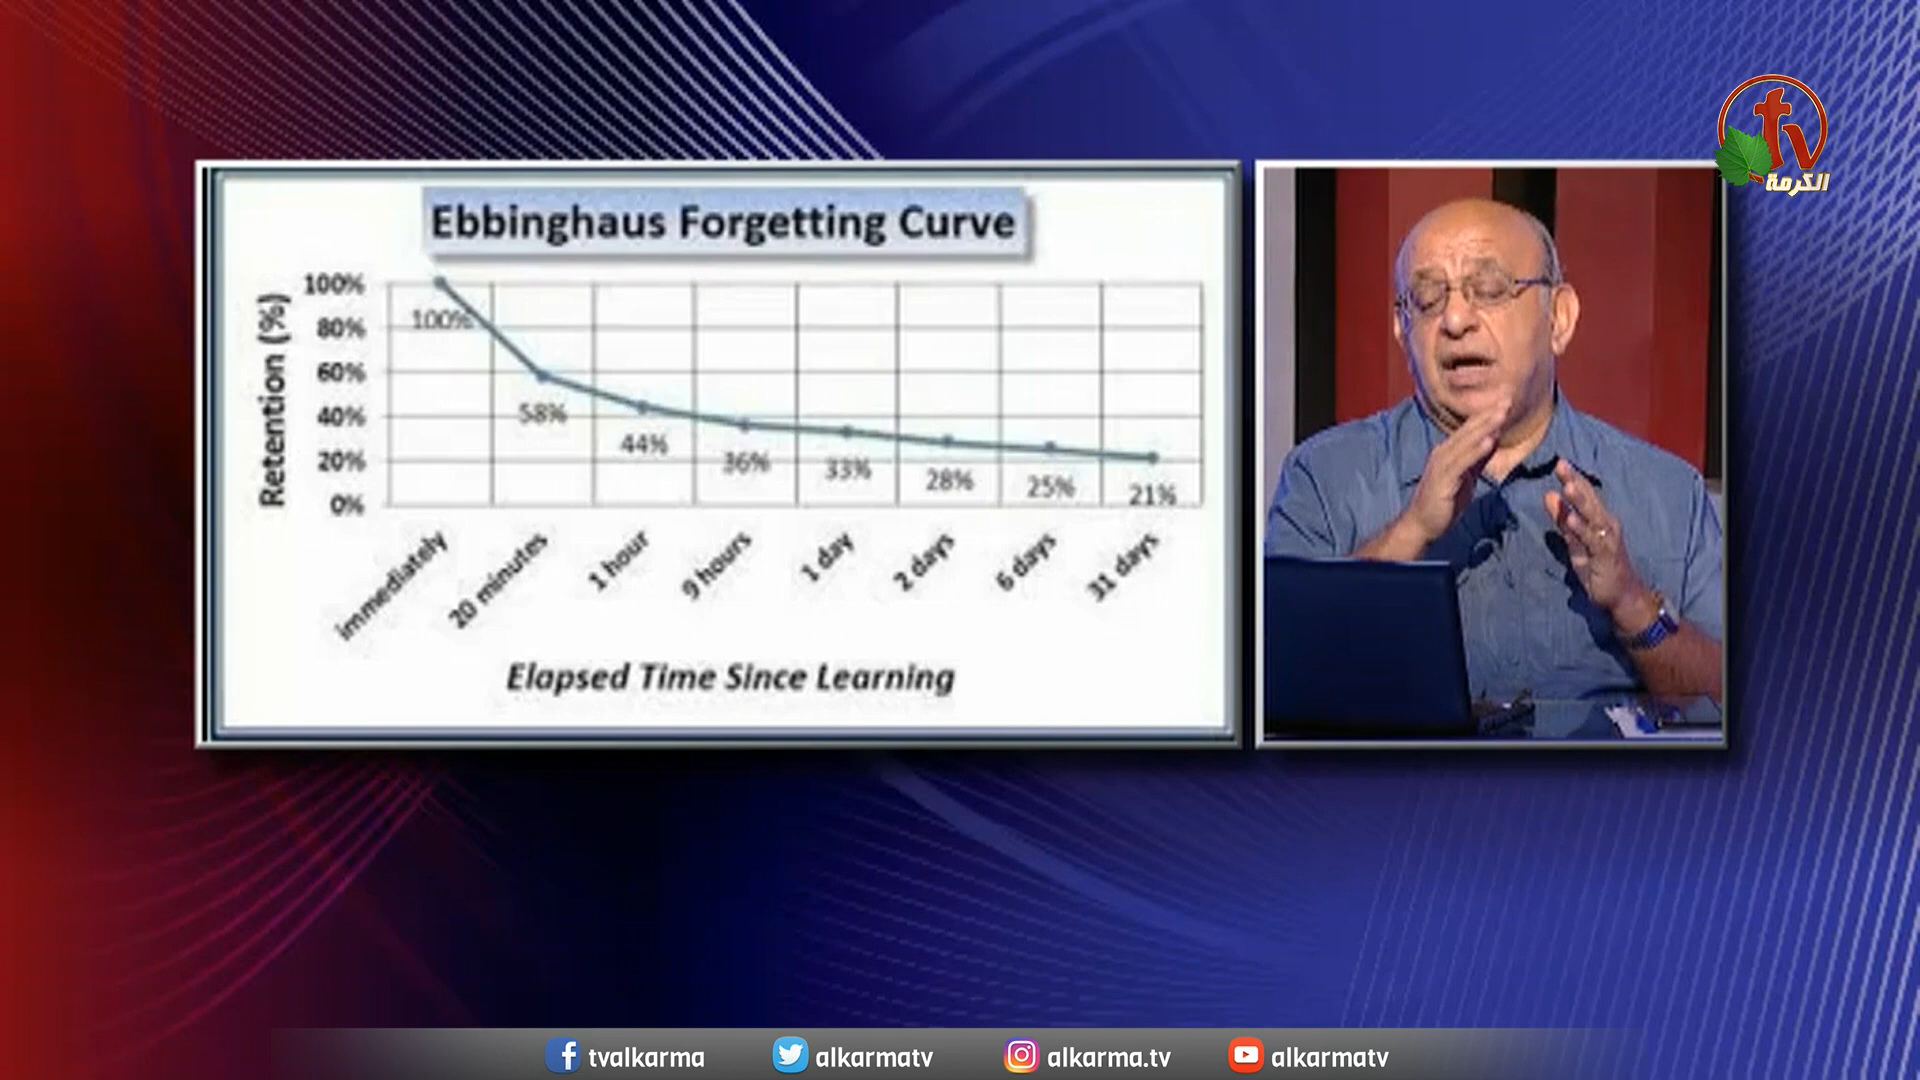 tv
الكرمة
Ebbinghaus Forgetting Curve
Retention (%)
100%
80%
60%
40%
20%
0%
100%
58%
44%
36%
33%
28%
25%
21%
immediately
20 minutes
1 hour
9 hours
1 day
2 days
6 days
31 days
Elapsed Time Since Learning
tvalkarma
alkarmatv
alkarma.tv
alkarmatv